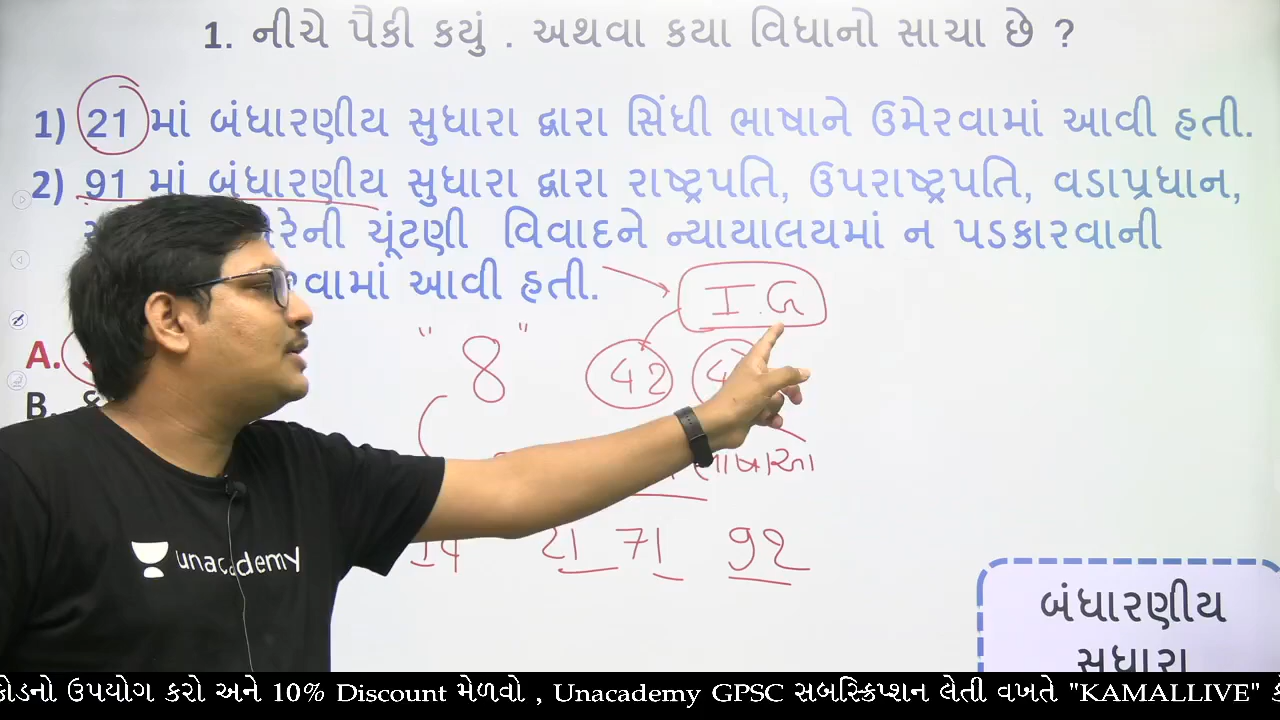 1. નીચે પૈકી કયું . અથવા કયા વિધાનો સાચા છે ?
1) 21 માં બંધારણીય સુધારા દ્વારા સિંધી ભાષાને ઉમેરવામાં આવી હતી.
2) 91 માં બંધારણીય સુધારા દ્વારા રાષ્ટ્રપતિ, ઉપરાષ્ટ્રપતિ, વડાપ્રધાન,
ચૂંટણી વિવાદને ન્યાયાલયમાં ન પડકારવાની
આવી હતી.
I.G
" 8 " 42
A.
B.
21 71 92
unacademy
બંધારણીય
સુધારા
કોડનો ઉપયોગ કરો અને 10% Discount મેળવો , Unacademy GPSC સબસ્ક્રિપ્શન લેતી વખતે "KAMALLIVE"